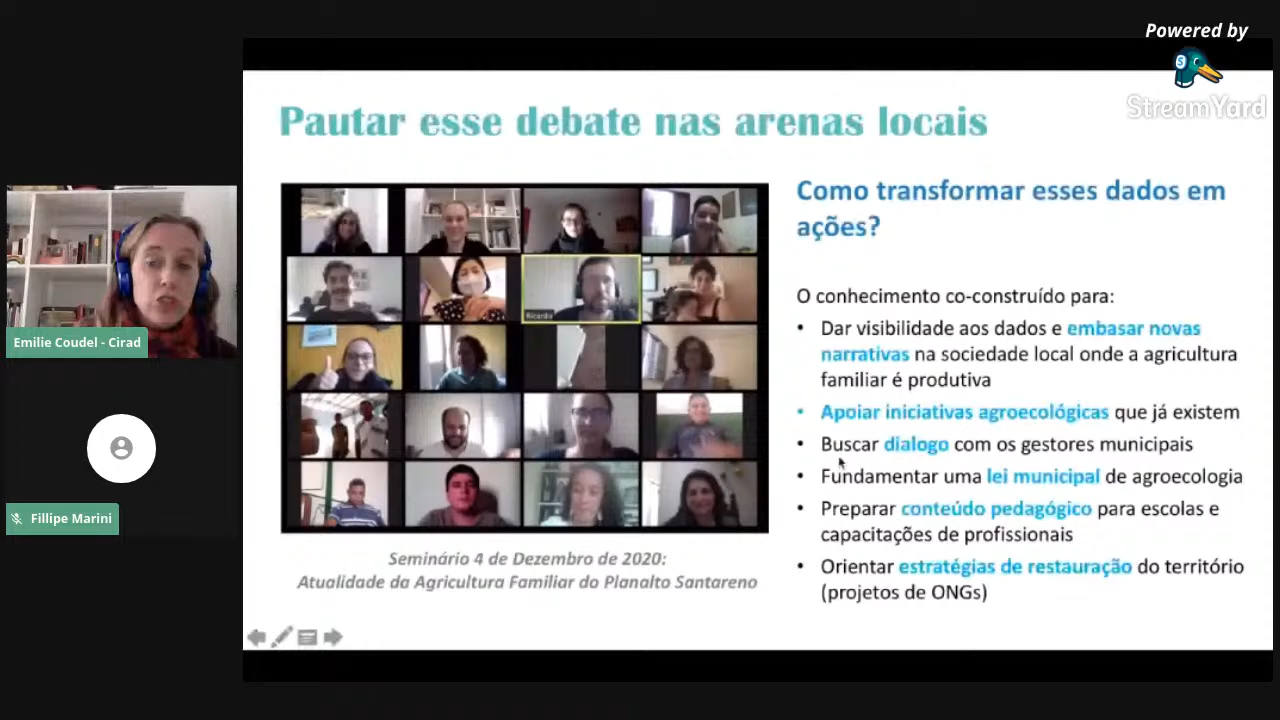 Powered by
StreamYard
Pautar esse debate nas arenas locais
Como transformar esses dados em
ações?
O conhecimento co-construído para:
• Dar visibilidade aos dados e embasar novas
narrativas na sociedade local onde a agricultura
familiar é produtiva
• Apoiar iniciativas agroecológicas que já existem
• Buscar dialogo com os gestores municipais
• Fundamentar uma lei municipal de agroecologia
• Preparar conteúdo pedagógico para escolas e
capacitações de profissionais
• Orientar estratégias de restauração do território
(projetos de ONGs)
Ricardo
Seminário 4 de Dezembro de 2020:
Atualidade da Agricultura Familiar do Planalto Santareno
Emilie Coudel - Cirad
Fillipe Marini